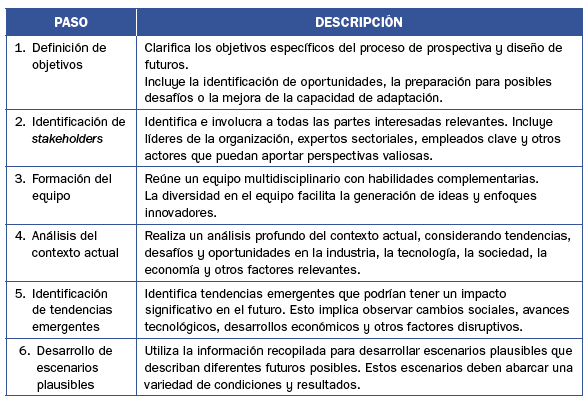 PASO
DESCRIPCIÓN
1. Definición de
objetivos
Clarifica los objetivos específicos del proceso de prospectiva y diseño de
futuros.
Incluye la identificación de oportunidades, la preparación para posibles
desafíos o la mejora de la capacidad de adaptación.
2. Identificación de
stakeholders
Identifica e involucra a todas las partes interesadas relevantes. Incluye
líderes de la organización, expertos sectoriales, empleados clave y otros
actores que puedan aportar perspectivas valiosas.
3. Formación del
equipo
Reúne un equipo multidisciplinario con habilidades complementarias.
La diversidad en el equipo facilita la generación de ideas y enfoques
innovadores.
4. Análisis del
contexto actual
Realiza un análisis profundo del contexto actual, considerando tendencias,
desafíos y oportunidades en la industria, la tecnología, la sociedad, la
economía y otros factores relevantes.
5. Identificación
de tendencias
emergentes
Identifica tendencias emergentes que podrían tener un impacto
significativo en el futuro. Esto implica observar cambios sociales, avances
tecnológicos, desarrollos económicos y otros factores disruptivos.
6. Desarrollo de
escenarios
plausibles
Utiliza la información recopilada para desarrollar escenarios plausibles que
describan diferentes futuros posibles. Estos escenarios deben abarcar una
variedad de condiciones y resultados.